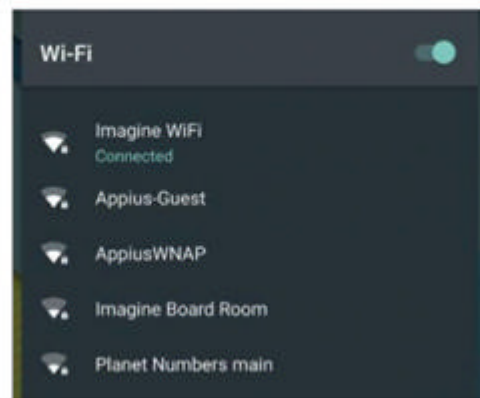 Wi-Fi
Imagine WiFi
Connected
Appius-Guest
AppiusWNAP
Imagine Board Room
Planet Numbers main